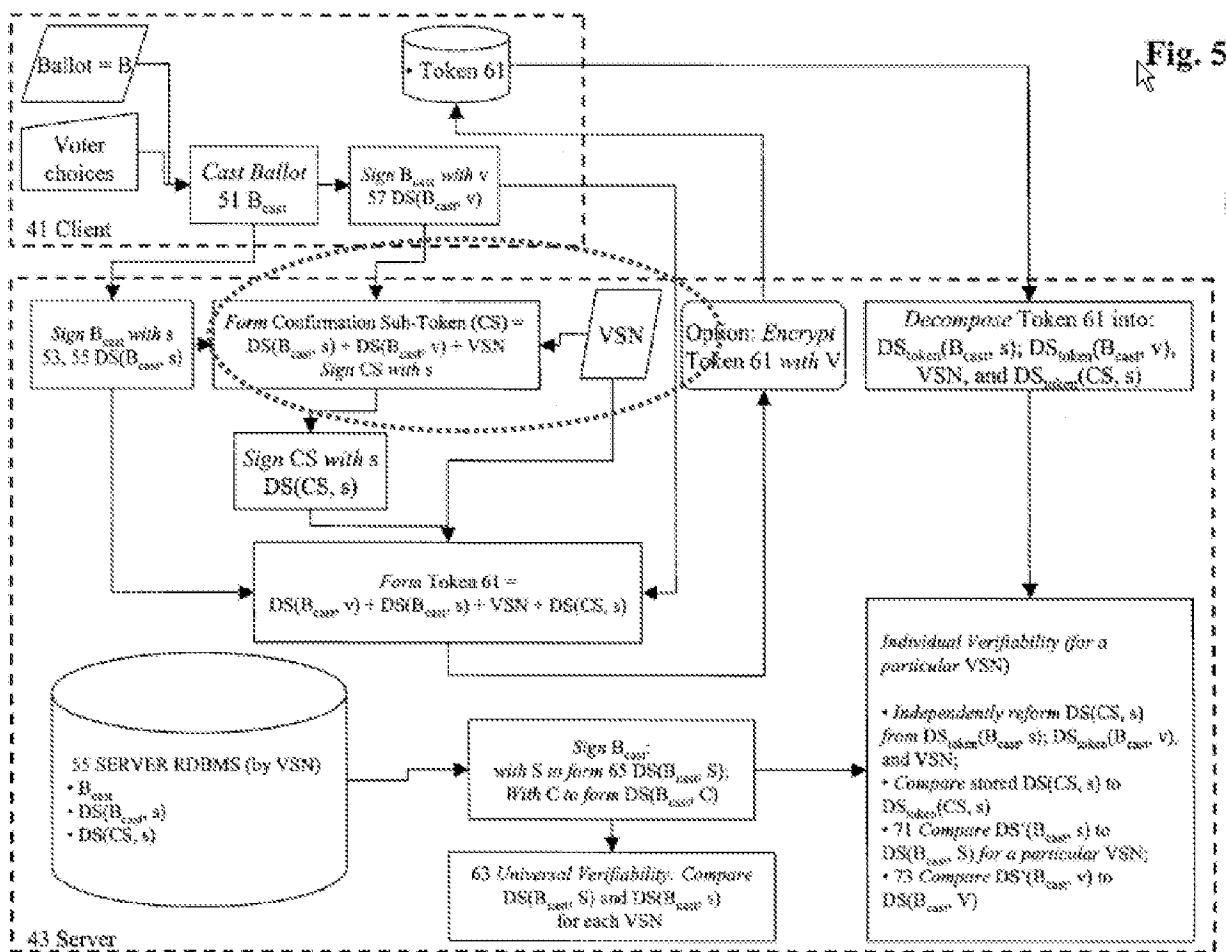 Fig. 5
Ballot = B
• Token 61
Voter
choices
Cast Ballot
51 Bcast
Sign Bcast with v
57 DS(Bcast, v)
41 Client
Sign Bcast with s
53, 55 DS(Bcast, s)
Form Confirmation Sub-Token (CS) =
DS(Bcast, s) + DS(Bcast, v) + VSN
Sign CS with s
VSN
Option: Encrypt
Token 61 with V
Decompose Token 61 into:
DStoken(Bcast, s); DStoken(Bcast, v),
VSN, and DStoken(CS, s)
Sign CS with s
DS(CS, s)
Form Token 61 =
DS(Bcast, v) + DS(Bcast, s) + VSN + DS(CS, s)
55 SERVER RDBMS (by VSN)
• Bcast
• DS(Bcast, s)
• DS(CS, s)
Sign Bcast:
with S to form 65 DS(Bcast, S);
With C to form DS(Bcast, C)
63 Universal Verifiability: Compare
DS(Bcast, S) and DS(Bcast, s)
for each VSN
Individual Verifiability (for a
particular VSN)
• Independently reform DS(CS, s)
from DStoken(Bcast, s); DStoken(Bcast, v),
and VSN;
• Compare stored DS(CS, s) to
DStoken(CS, s)
• 71 Compare DS'(Bcast, s) to
DS(Bcast, S) for a particular VSN;
• 73 Compare DS'(Bcast, v) to
DS(Bcast, V)
43 Server